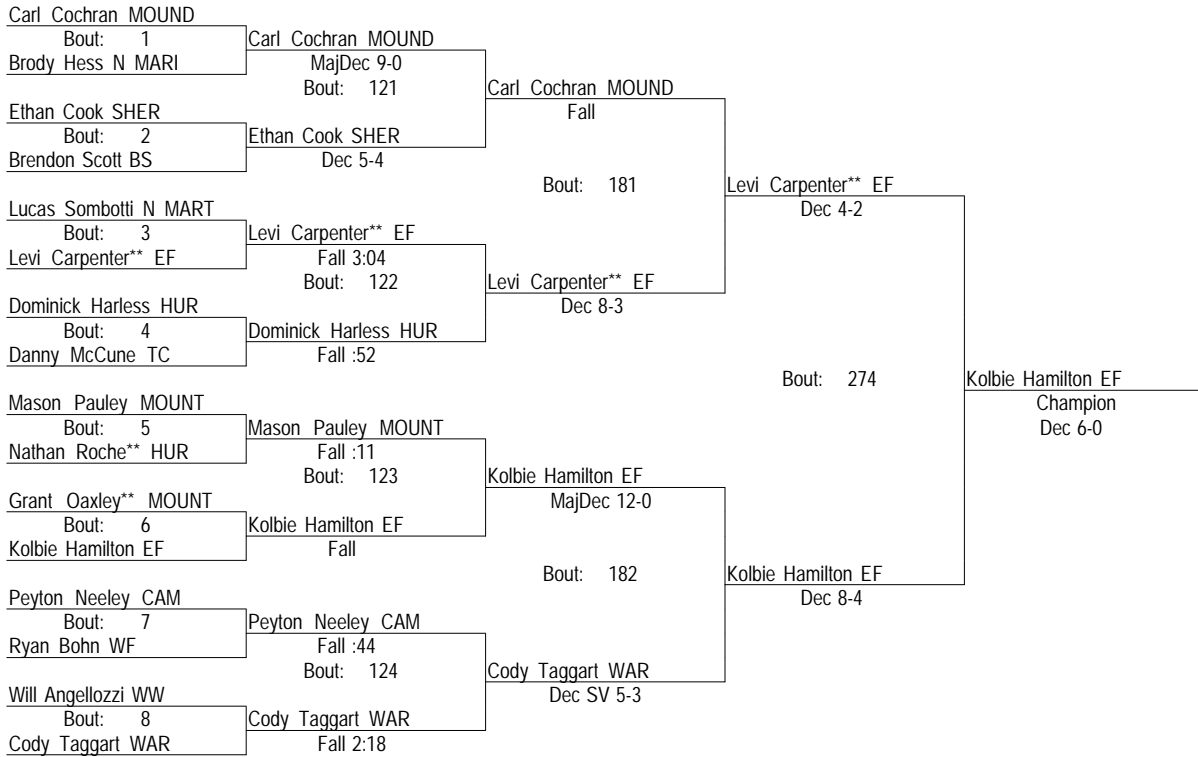 Carl Cochran MOUND
Bout: 1
Brody Hess N MARI
Ethan Cook SHER
Bout: 2
Brendon Scott BS
Lucas Sombotti N MART
Bout: 3
Levi Carpenter** EF
Dominick Harless HUR
Bout: 4
Danny McCune TC
Mason Pauley MOUNT
Bout: 5
Nathan Roche** HUR
Grant Oaxley** MOUNT
Bout: 6
Kolbie Hamilton EF
Peyton Neeley CAM
Bout: 7
Ryan Bohn WF
Will Angellozzi WW
Bout: 8
Cody Taggart WAR
Carl Cochran MOUND
MajDec 9-0
Bout: 121
Ethan Cook SHER
Dec 5-4
Levi Carpenter** EF
Fall 3:04
Bout: 122
Dominick Harless HUR
Fall :52
Mason Pauley MOUNT
Fall :11
Bout: 123
Kolbie Hamilton EF
Fall
Peyton Neeley CAM
Fall :44
Bout: 124
Cody Taggart WAR
Fall 2:18
Carl Cochran MOUND
Fall
Bout: 181
Levi Carpenter** EF
Dec 8-3
Kolbie Hamilton EF
MajDec 12-0
Bout: 182
Cody Taggart WAR
Dec SV 5-3
Levi Carpenter** EF
Dec 4-2
Bout: 274
Kolbie Hamilton EF
Dec 8-4
Kolbie Hamilton EF
Champion
Dec 6-0